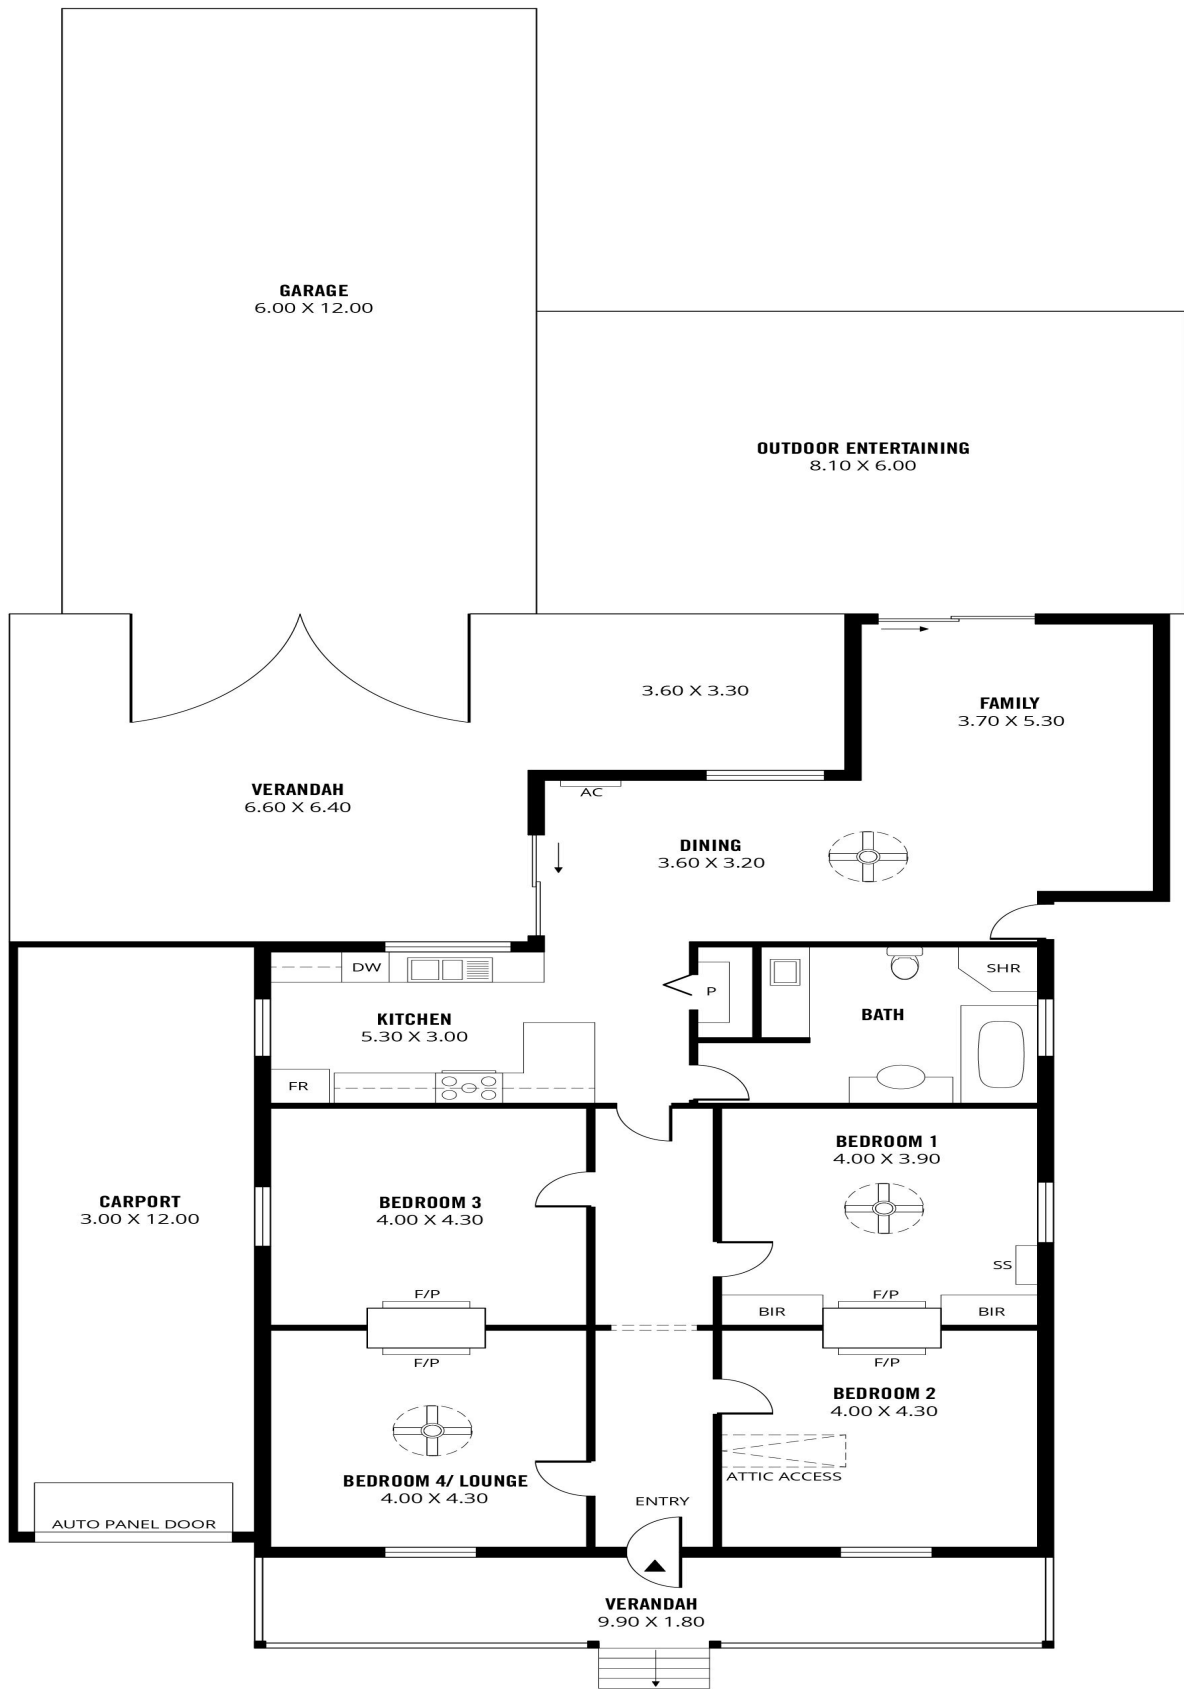 GARAGE
6.00 X 12.00
OUTDOOR ENTERTAINING
8.10 X 6.00
3.60 X 3.30
FAMILY
3.70 X 5.30
VERANDAH
6.60 X 6.40
AC
DINING
3.60 X 3.20
DW
KITCHEN
5.30 X 3.00
FR
P
BATH
SHR
CARPORT
3.00 X 12.00
AUTO PANEL DOOR
BEDROOM 3
4.00 X 4.30
F/P
F/P
BEDROOM 4/ LOUNGE
4.00 X 4.30
BEDROOM 1
4.00 X 3.90
SS
BIR
F/P
BIR
F/P
BEDROOM 2
4.00 X 4.30
ATTIC ACCESS
ENTRY
VERANDAH
9.90 X 1.80